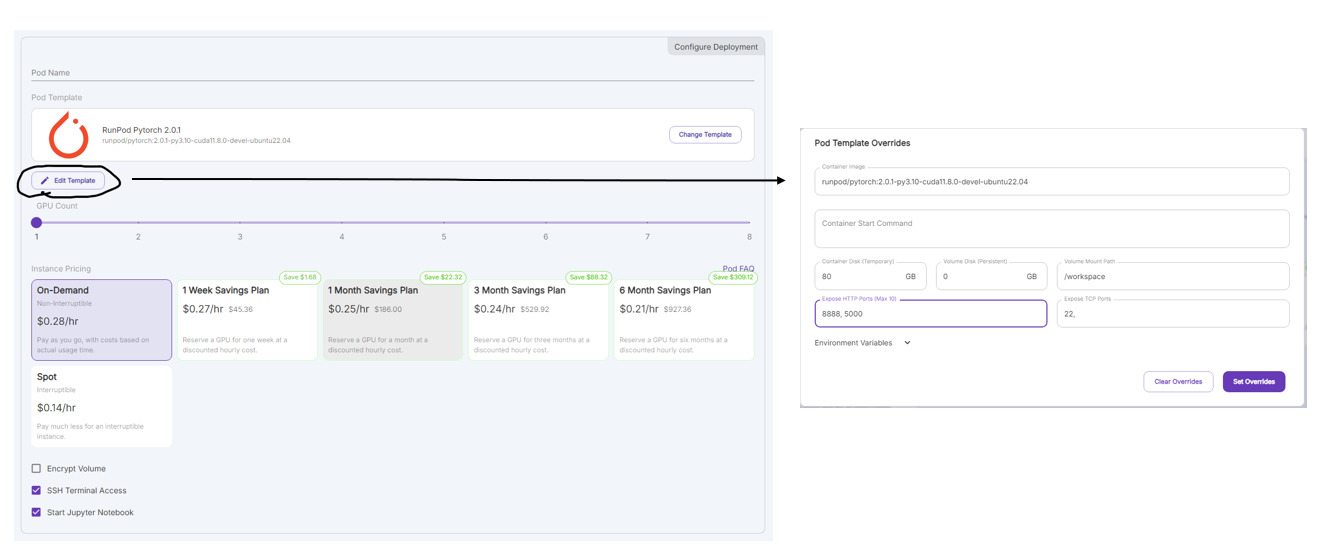 Configure Deployment
Pod Name
Pod Template
RunPod Pytorch 2.0.1
runpod/pytorch:2.0.1-py3.10-cuda11.8.0-devel-ubuntu22.04
Change Template
Edit Template
GPU Count
1 2 3 4 5 6 7 8
Instance Pricing
Pod FAQ
On-Demand
Non-Interruptible
$0.28/hr
Pay as you go, with costs based on
actual usage time.
Save $1.68
1 Week Savings Plan
$0.27/hr $45.36
Reserve a GPU for one week at a
discounted hourly cost.
Save $22.32
1 Month Savings Plan
$0.25/hr $186.00
Reserve a GPU for a month at a
discounted hourly cost.
Save $88.32
3 Month Savings Plan
$0.24/hr $529.92
Reserve a GPU for three months at a
discounted hourly cost.
Save $309.12
6 Month Savings Plan
$0.21/hr $927.36
Reserve a GPU for six months at a
discounted hourly cost.
Spot
Interruptible
$0.14/hr
Pay much less for an interruptible
instance.
Encrypt Volume
SSH Terminal Access
Start Jupyter Notebook
Pod Template Overrides
Container Image
runpod/pytorch:2.0.1-py3.10-cuda11.8.0-devel-ubuntu22.04
Container Start Command
Container Disk (Temporary)
80 GB
Volume Disk (Persistent)
0 GB
Volume Mount Path
/workspace
Expose HTTP Ports (Max 10)
8888, 5000
Expose TCP Ports
22,
Environment Variables
Clear Overrides
Set Overrides